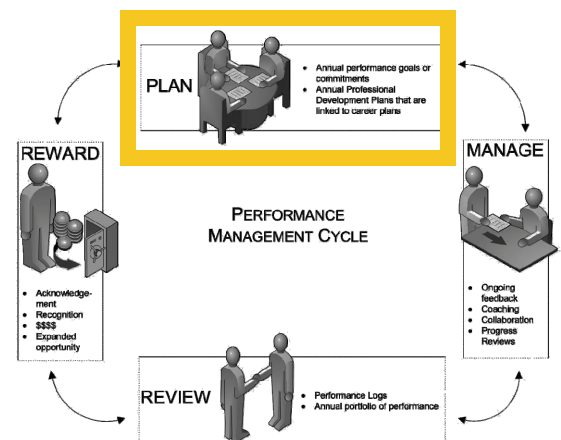 PLAN
• Annual performance goals or
commitments
• Annual Professional
Development Plans that are
linked to career plans
REWARD
• Acknowledge-
ment
• Recognition
• $$$$
• Expanded
opportunity
PERFORMANCE
MANAGEMENT CYCLE
MANAGE
• Ongoing
feedback
• Coaching
• Collaboration
• Progress
Reviews
REVIEW
• Performance Logs
• Annual portfolio of performance